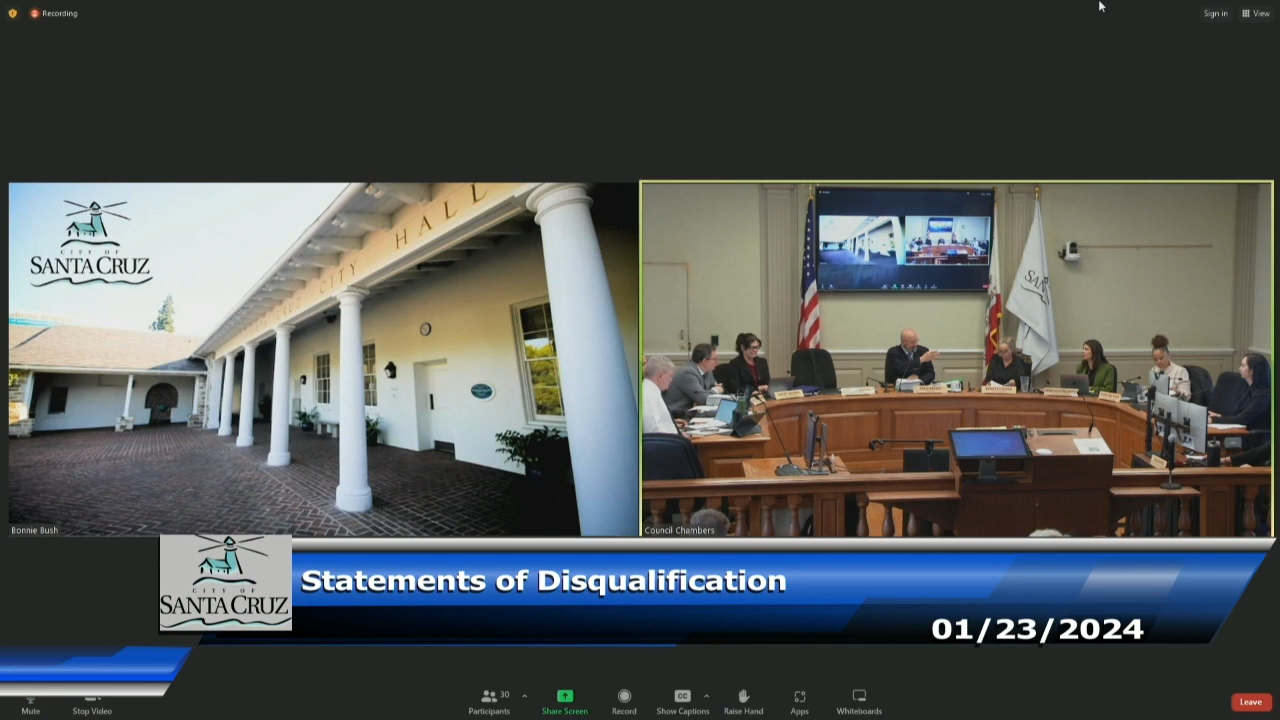 Recording
Sign in
View
CITY OF
SANTA CRUZ
CITY HALL
SAN
Bonnie Bush
Council Chambers
CITY OF
SANTA CRUZ
Statements of Disqualification
01/23/2024
Mute
Stop Video
30
Participants
Share Screen
Record
CC
Show Captions
Raise Hand
Apps
Whiteboards
Leave